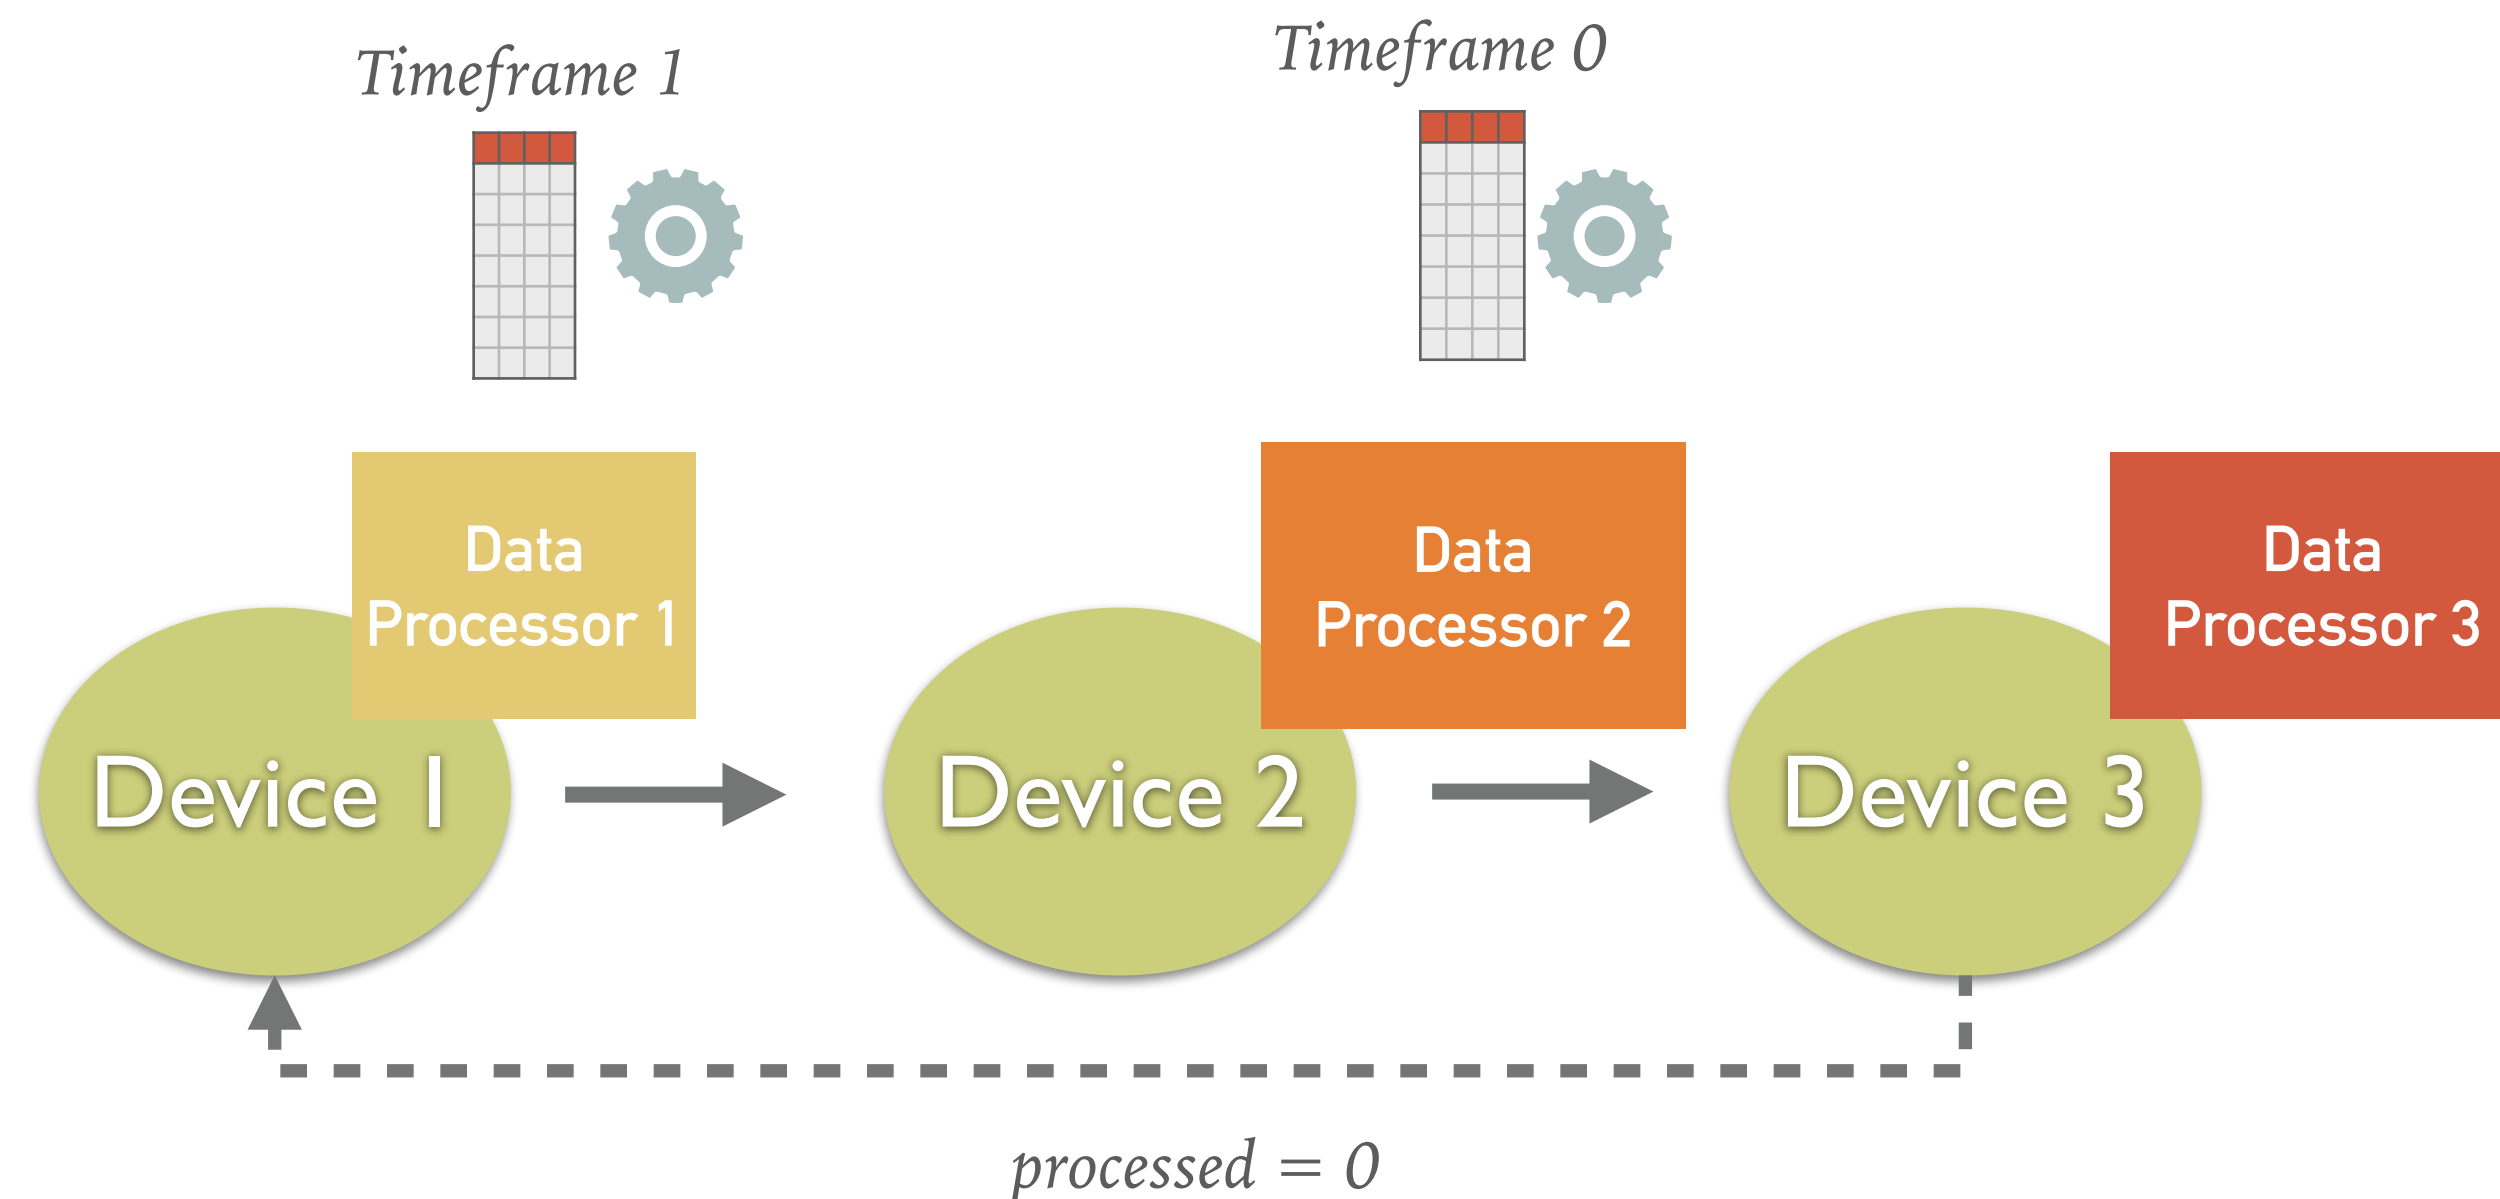 Timeframe 1
Timeframe 0
Data
Processor 1
Data
Processor 2
Data
Processor 3
Device 1
Device 2
Device 3
processed = 0